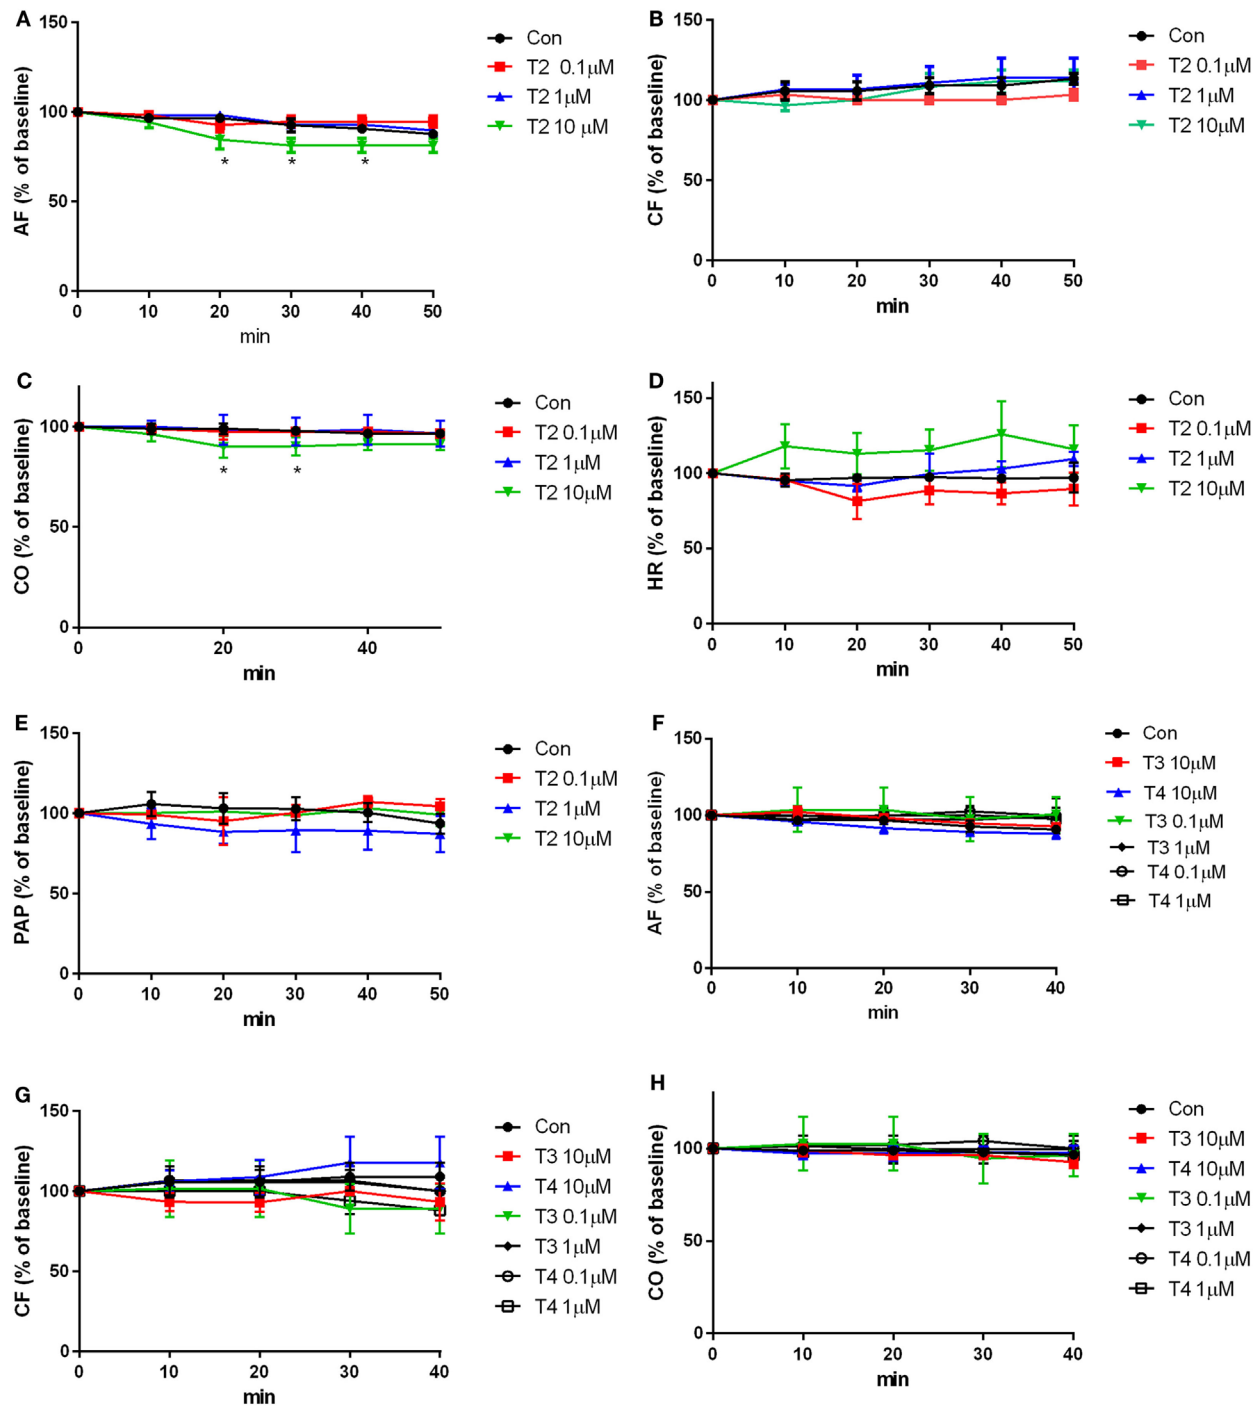 A
AF (% of baseline)
150
100
50
0
0 10 20 30 40 50
min
* * *
Con
T2 0.1μM
T2 1μM
T2 10 μM
B
CF (% of baseline)
150
100
50
0
0 10 20 30 40 50
min
Con
T2 0.1μM
T2 1μM
T2 10μM
C
CO (% of baseline)
100
50
0
0 20 40
min
* *
Con
T2 0.1μM
T2 1μM
T2 10μM
D
HR (% of baseline)
150
100
50
0
0 10 20 30 40 50
min
Con
T2 0.1μM
T2 1μM
T2 10μM
E
PAP (% of baseline)
150
100
50
0
0 10 20 30 40 50
min
Con
T2 0.1μM
T2 1μM
T2 10μM
F
AF (% of baseline)
150
100
50
0
0 10 20 30 40
min
Con
T3 10μM
T4 10μM
T3 0.1μM
T3 1μM
T4 0.1μM
T4 1μM
G
CF (% of baseline)
150
100
50
0
0 10 20 30 40
min
Con
T3 10μM
T4 10μM
T3 0.1μM
T3 1μM
T4 0.1μM
T4 1μM
H
CO (% of baseline)
100
50
0
0 10 20 30 40
min
Con
T3 10μM
T4 10μM
T3 0.1μM
T3 1μM
T4 0.1μM
T4 1μM